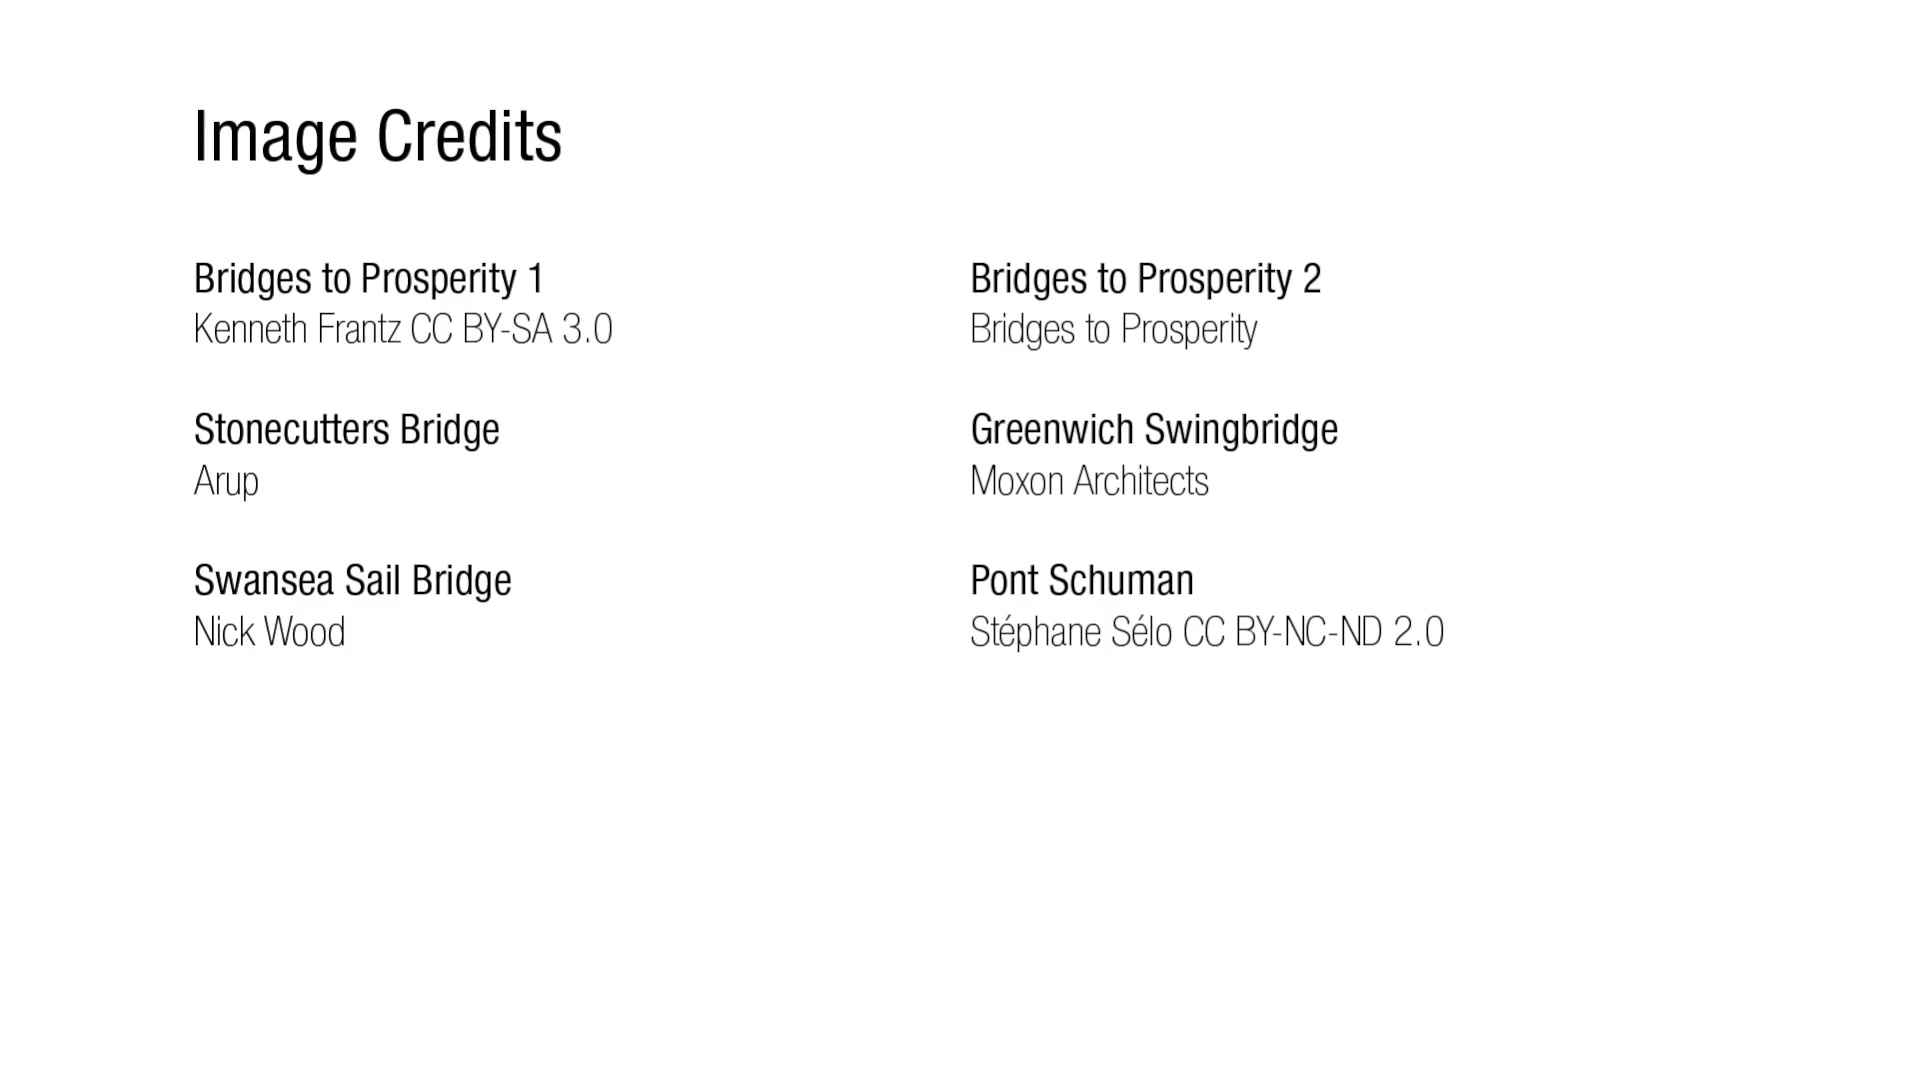 Image Credits
Bridges to Prosperity 1
Kenneth Frantz CC BY-SA 3.0
Stonecutters Bridge
Arup
Swansea Sail Bridge
Nick Wood
Bridges to Prosperity 2
Bridges to Prosperity
Greenwich Swingbridge
Moxon Architects
Pont Schuman
Stéphane Sélo CC BY-NC-ND 2.0